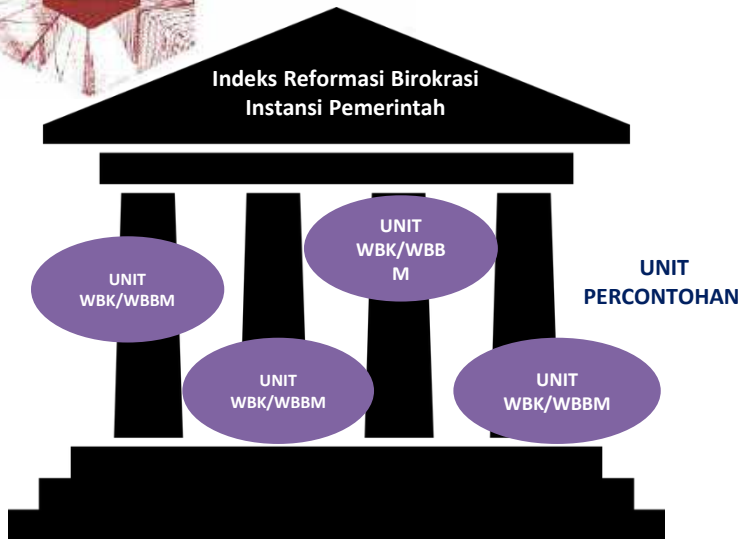 Indeks Reformasi Birokrasi
Instansi Pemerintah
UNIT
WBK/WBB
M
UNIT
WBK/WBBM
UNIT
PERCONTOHAN
UNIT
WBK/WBBM
UNIT
WBK/WBBM